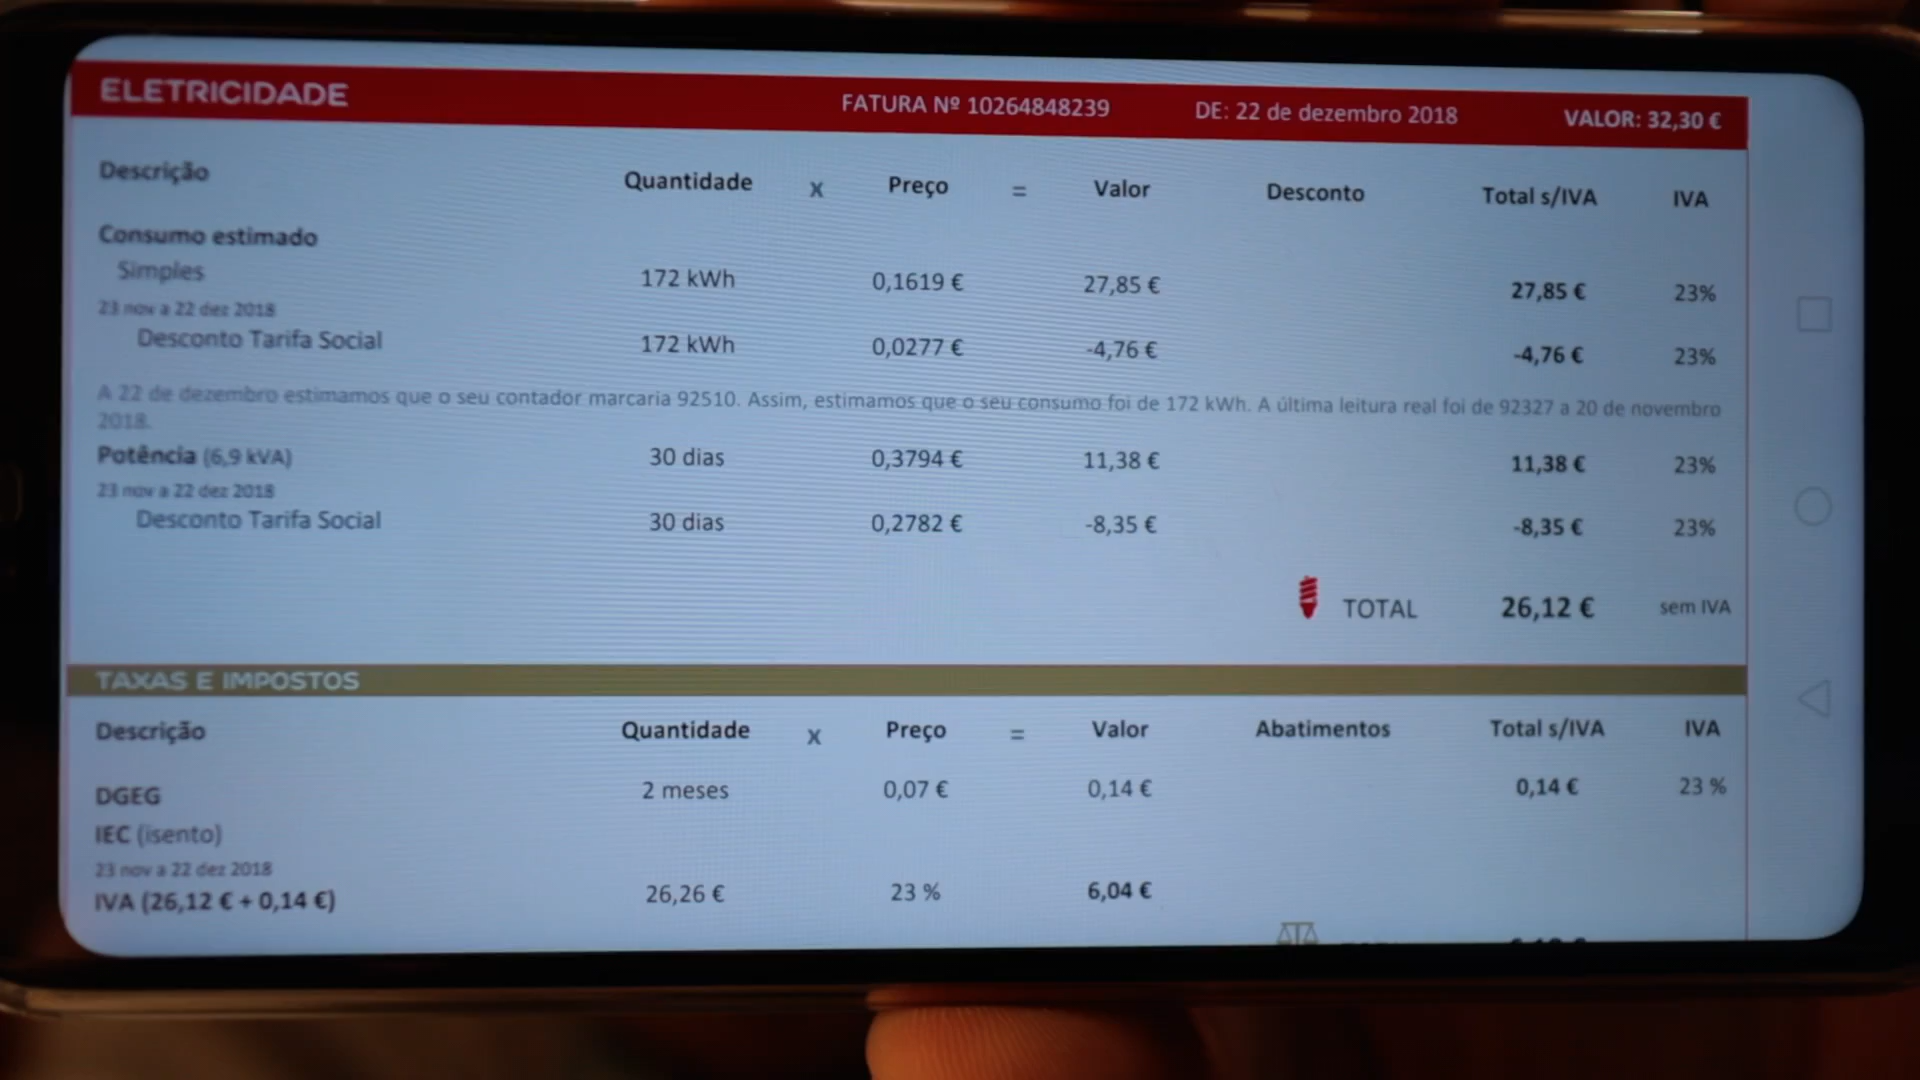 ELETRICIDADE FATURA Nº 10264848239 DE: 22 de dezembro 2018 VALOR: 32,30 €
Descrição Quantidade x Preço = Valor Desconto Total s/IVA IVA
Consumo estimado
Simples 172 kWh 0,1619 € 27,85 € 27,85 € 23%
23 nov a 22 dez 2018
Desconto Tarifa Social 172 kWh 0,0277 € -4,76 € -4,76 € 23%
A 22 de dezembro estimamos que o seu contador marcaria 92510. Assim, estimamos que o seu consumo foi de 172 kWh. A última leitura real foi de 92327 a 20 de novembro
2018.
Potência (6,9 kVA) 30 dias 0,3794 € 11,38 € 11,38 € 23%
23 nov a 22 dez 2018
Desconto Tarifa Social 30 dias 0,2782 € -8,35 € -8,35 € 23%
TOTAL 26,12 € sem IVA
TAXAS E IMPOSTOS
Descrição Quantidade x Preço = Valor Abatimentos Total s/IVA IVA
DGEG 2 meses 0,07 € 0,14 € 0,14 € 23 %
IEC (isento)
23 nov a 22 dez 2018
IVA (26,12 € + 0,14 €) 26,26 € 23 % 6,04 €